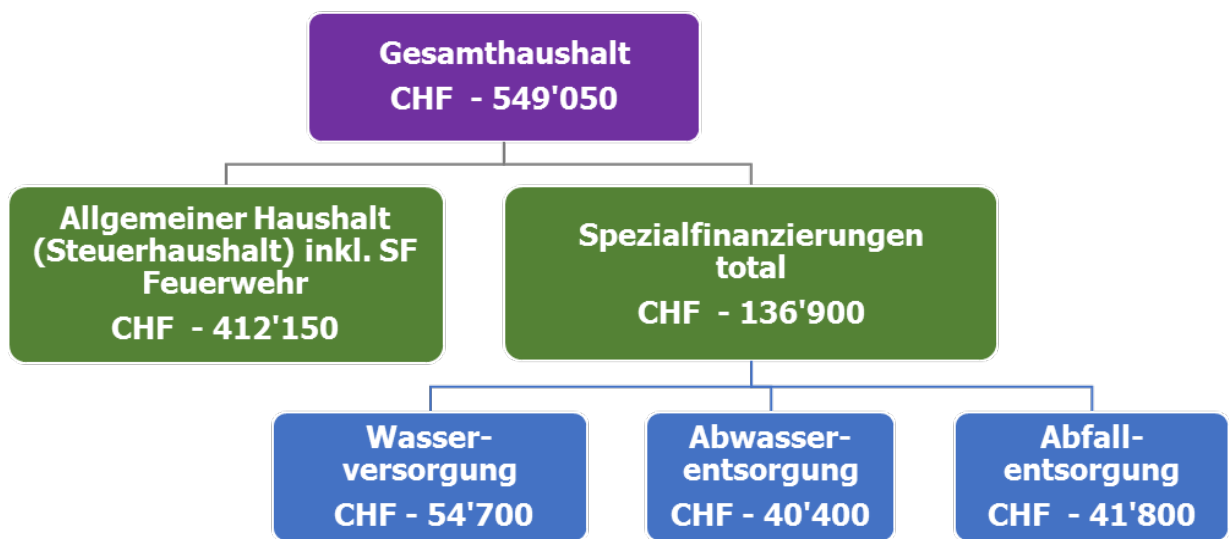 Gesamthaushalt
CHF  - 549'050
Allgemeiner Haushalt
(Steuerhaushalt) inkl. SF
Feuerwehr
CHF  - 412'150
Spezialfinanzierungen
total
CHF  - 136'900
Wasser-
versorgung
CHF - 54'700
Abwasser-
entsorgung
CHF - 40'400
Abfall-
entsorgung
CHF  - 41'800